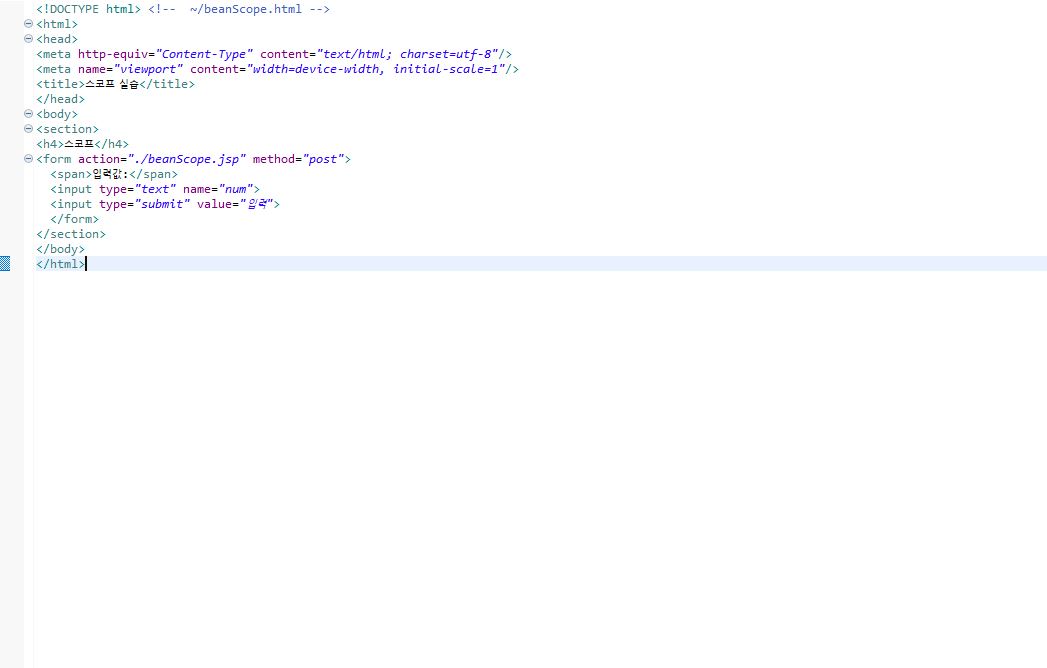 <!DOCTYPE html> <!--  ~/beanScope.html -->
<html>
<head>
<meta http-equiv="Content-Type" content="text/html; charset=utf-8"/>
<meta name="viewport" content="width=device-width, initial-scale=1"/>
<title>스코프 실습</title>
</head>
<body>
<section>
<h4>스코프</h4>
<form action="./beanScope.jsp" method="post">
  <span>입력값:</span>
  <input type="text" name="num">
  <input type="submit" value="입력">
  </form>
</section>
</body>
</html>